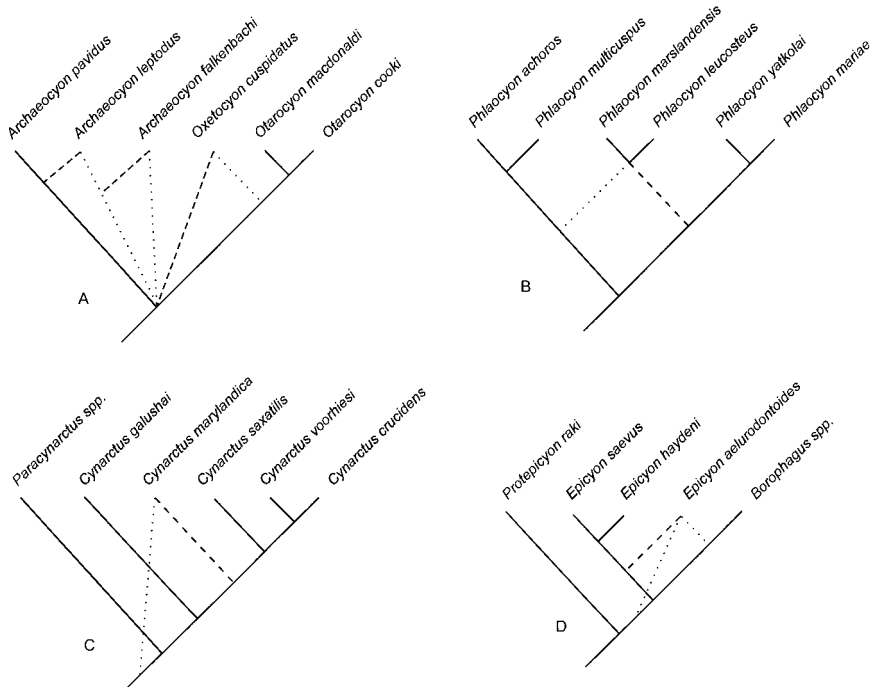 Archaeocyon pavidus
Archaeocyon leptodus
Archaeocyon falkenbachi
Oxetocyon cuspidatus
Otarocyon macdonaldi
Otarocyon cooki
A
Phlaocyon achoros
Phlaocyon multicuspus
Phlaocyon marslandensis
Phlaocyon leucosteus
Phlaocyon yatkolai
Phlaocyon mariae
B
Paracynarctus spp.
Cynarctus galushai
Cynarctus marylandica
Cynarctus saxatilis
Cynarctus voorhiesi
Cynarctus crucidens
C
Protepicyon raki
Epicyon saevus
Epicyon haydeni
Epicyon aelurodontoides
Borophagus spp.
D